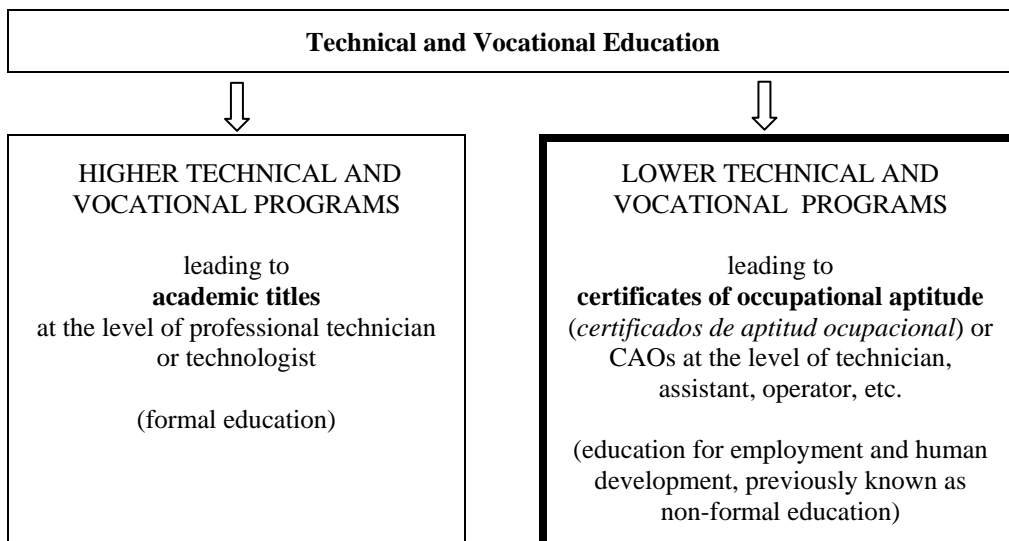 Technical and Vocational Education
HIGHER TECHNICAL AND
VOCATIONAL PROGRAMS
leading to
academic titles
at the level of professional technician
or technologist
(formal education)
LOWER TECHNICAL AND
VOCATIONAL PROGRAMS
leading to
certificates of occupational aptitude
(certificados de aptitud ocupacional) or
CAOs at the level of technician,
assistant, operator, etc.
(education for employment and human
development, previously known as
non-formal education)